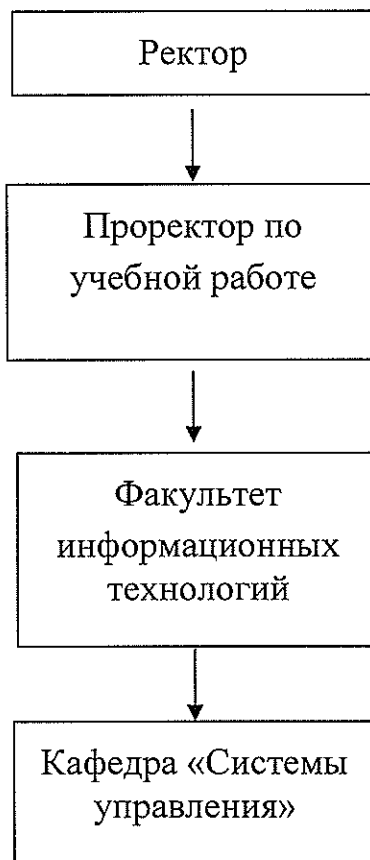 Ректор
Проректор по
учебной работе
Факультет
информационных
технологий
Кафедра «Системы
управления»